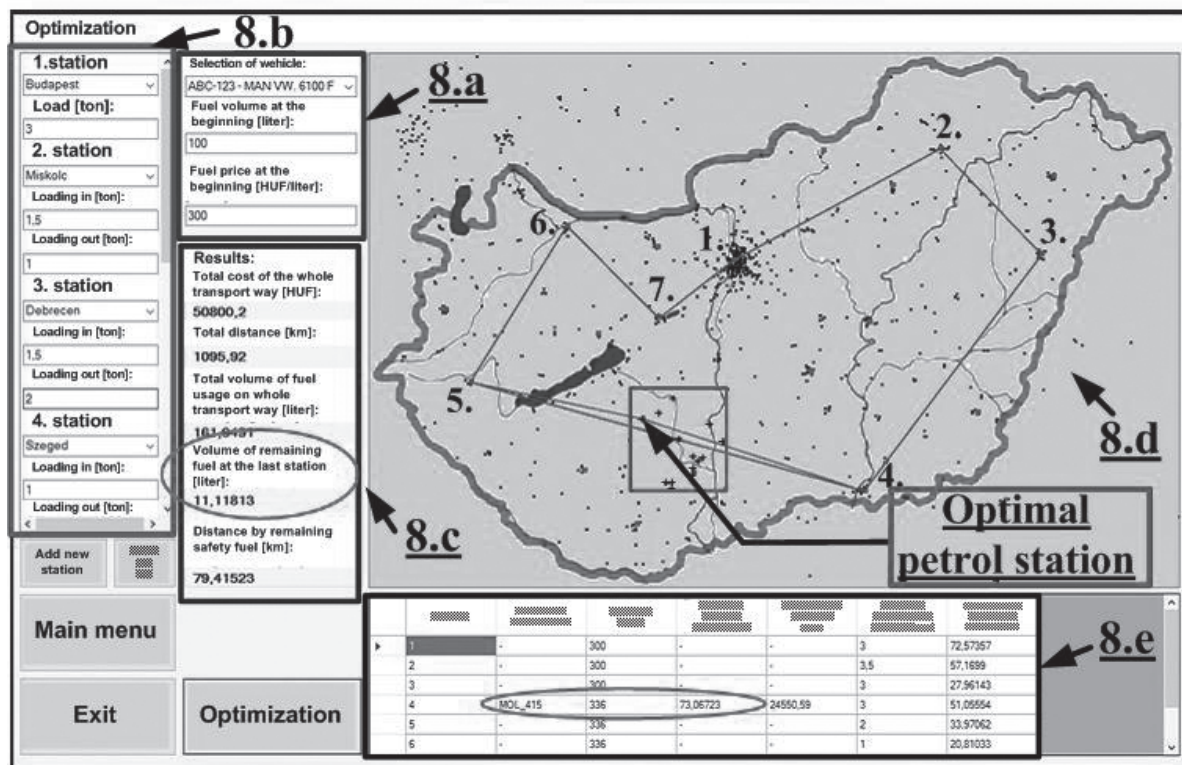 Optimization
8.b
1.station
Budapest
Load [ton]:
3
2. station
Miskolc
Loading in [ton]:
1,5
Loading out [ton]:
1
3. station
Debrecen
Loading in [ton]:
1,5
Loading out [ton]:
2
4. station
Szeged
Loading in [ton]:
1
Loading out [ton]:
Add new
station
Main menu
Exit
Selection of wehicle:
ABC-123 - MAN VW. 6100 F
Fuel volume at the
beginning [liter]:
100
Fuel price at the
beginning [HUF/liter]:
300
8.a
Results:
Total cost of the whole
transport way [HUF]:
50800,2
Total distance [km]:
1095,92
Total volume of fuel
usage on whole
transport way [liter]:
Volume of remaining
fuel at the last station
[liter]:
11,11813
Distance by remaining
safety fuel [km]:
79,41523
8.c
Optimization
1.
2.
3.
4.
5.
6.
7.
8.d
Optimal
petrol station
1 - 300 - - 3 72,57357
2 - 300 - - 3,5 57,1699
3 - 300 - - 3 27,96143
4 MOL_415 336 73,06723 24550,59 3 51,05554
5 - 336 - - 2 33,97062
6 - 336 - - 1 20,81033
8.e